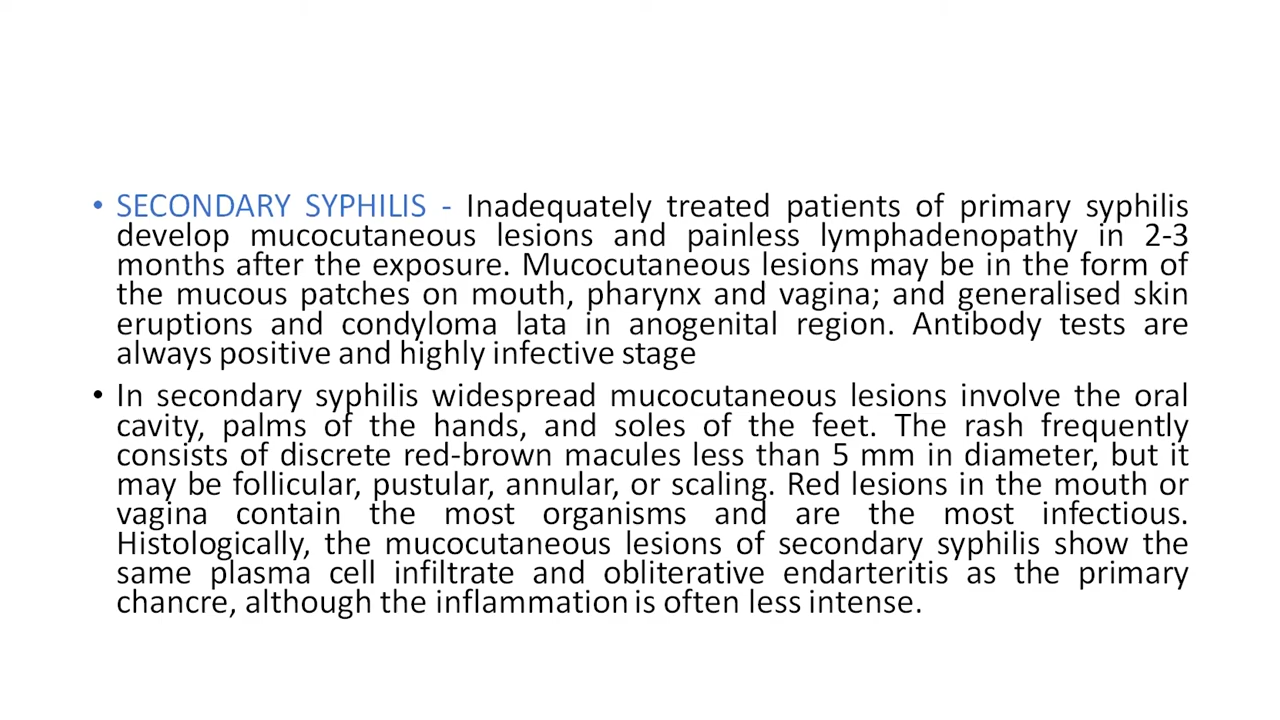 • SECONDARY SYPHILIS - Inadequately treated patients of primary syphilis
develop mucocutaneous lesions and painless lymphadenopathy in 2-3
months after the exposure. Mucocutaneous lesions may be in the form of
the mucous patches on mouth, pharynx and vagina; and generalised skin
eruptions and condyloma lata in anogenital region. Antibody tests are
always positive and highly infective stage
• In secondary syphilis widespread mucocutaneous lesions involve the oral
cavity, palms of the hands, and soles of the feet. The rash frequently
consists of discrete red-brown macules less than 5 mm in diameter, but it
may be follicular, pustular, annular, or scaling. Red lesions in the mouth or
vagina contain the most organisms and are the most infectious.
Histologically, the mucocutaneous lesions of secondary syphilis show the
same plasma cell infiltrate and obliterative endarteritis as the primary
chancre, although the inflammation is often less intense.